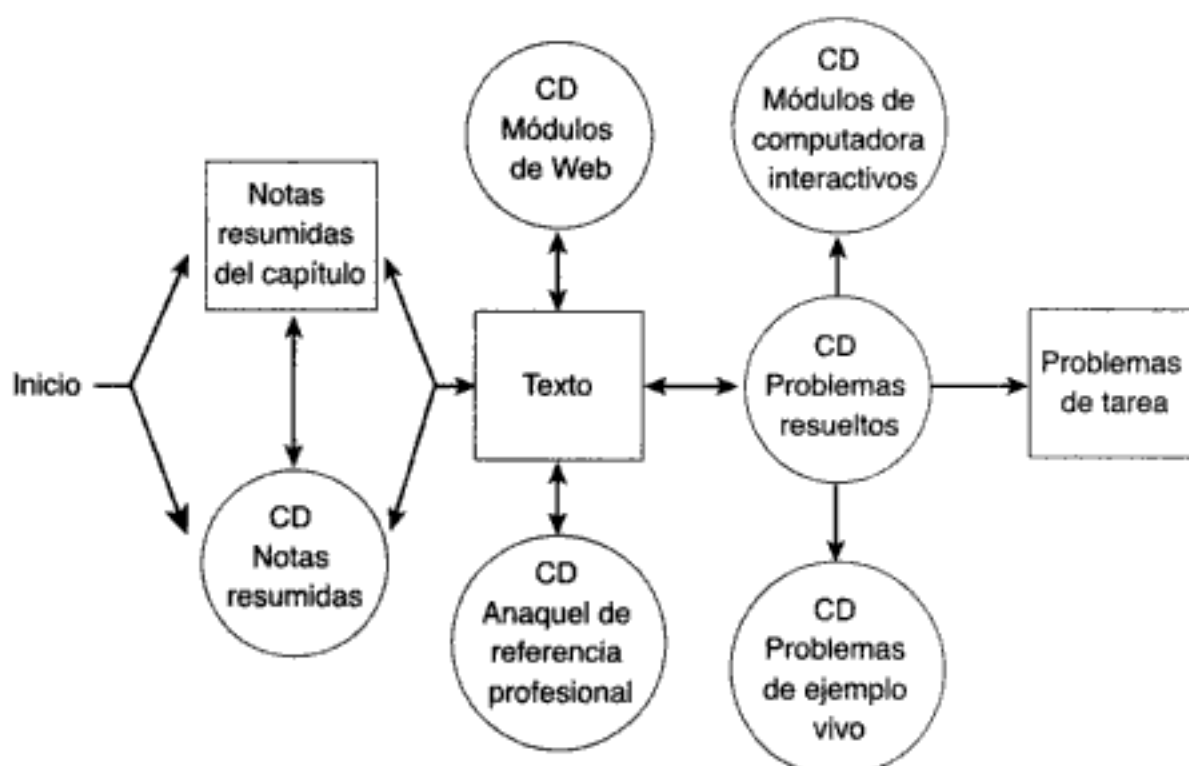 Inicio
Notas
resumidas
del capítulo
CD
Notas
resumidas
CD
Módulos
de Web
Texto
CD
Anaquel de
referencia
profesional
CD
Módulos de
computadora
interactivos
CD
Problemas
resueltos
CD
Problemas
de ejemplo
vivo
Problemas
de tarea